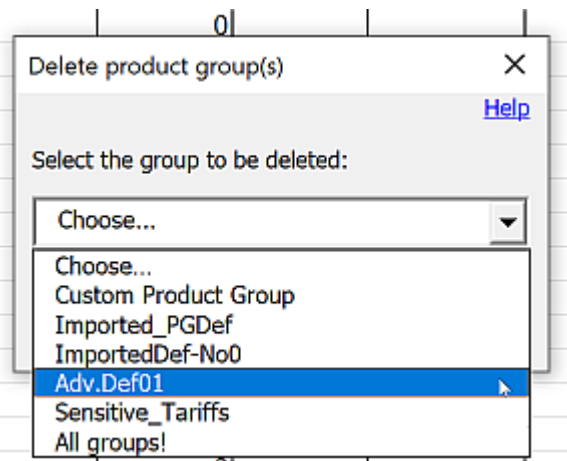 0
Delete product group(s)
Help
Select the group to be deleted:
Choose...
Choose...
Custom Product Group
Imported_PGDef
ImportedDef-No0
Adv.Def01
Sensitive_Tariffs
All groups!